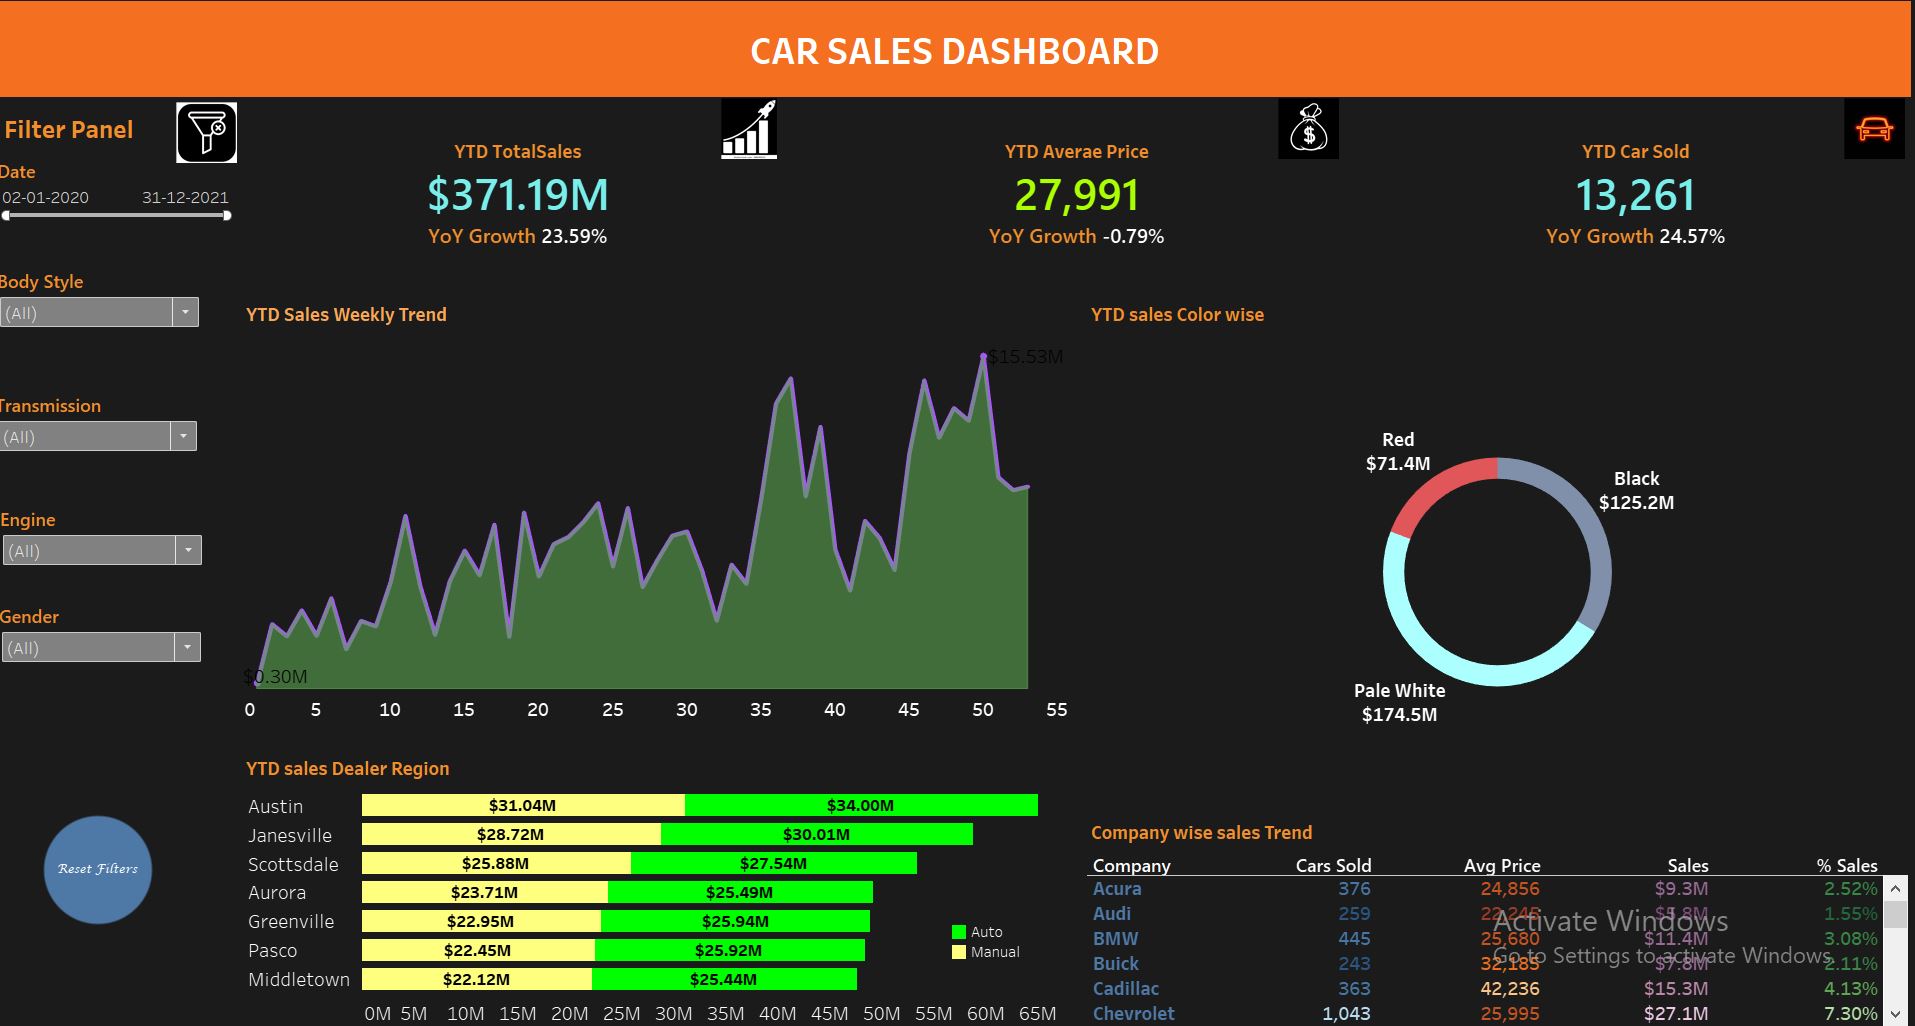 CAR SALES DASHBOARD
Filter Panel
Date
02-01-2020 31-12-2021
Body Style
(All)
Transmission
(All)
Engine
(All)
Gender
(All)
Reset Filters
YTD TotalSales
$371.19M
YoY Growth 23.59%
YTD Averae Price
27,991
YoY Growth -0.79%
YTD Car Sold
13,261
YoY Growth 24.57%
YTD Sales Weekly Trend
$15.53M
$0.30M
0 5 10 15 20 25 30 35 40 45 50 55
YTD sales Color wise
Red
$71.4M
Black
$125.2M
Pale White
$174.5M
YTD sales Dealer Region
Austin $31.04M $34.00M
Janesville $28.72M $30.01M
Scottsdale $25.88M $27.54M
Aurora $23.71M $25.49M
Greenville $22.95M $25.94M
Pasco $22.45M $25.92M
Middletown $22.12M $25.44M
Auto
Manual
0M 5M 10M 15M 20M 25M 30M 35M 40M 45M 50M 55M 60M 65M
Company wise sales Trend
Company Cars Sold Avg Price Sales % Sales
Acura 376 24,856 $9.3M 2.52%
Audi 259 $5.8M 1.55%
BMW 445 25,680 $11.4M 3.08%
Buick 243 32,185 $7.8M 2.11%
Cadillac 363 42,236 $15.3M 4.13%
Chevrolet 1,043 25,995 $27.1M 7.30%
Activate Windows
Go to Settings to activate Windows.